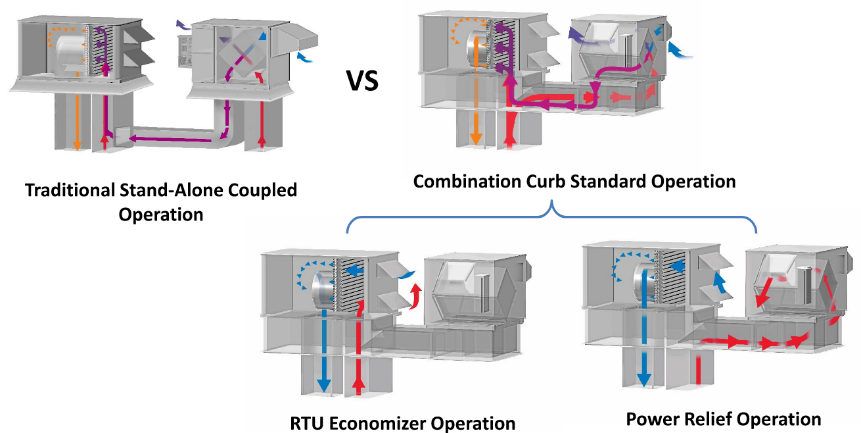 VS
Traditional Stand-Alone Coupled
Operation
Combination Curb Standard Operation
RTU Economizer Operation
Power Relief Operation